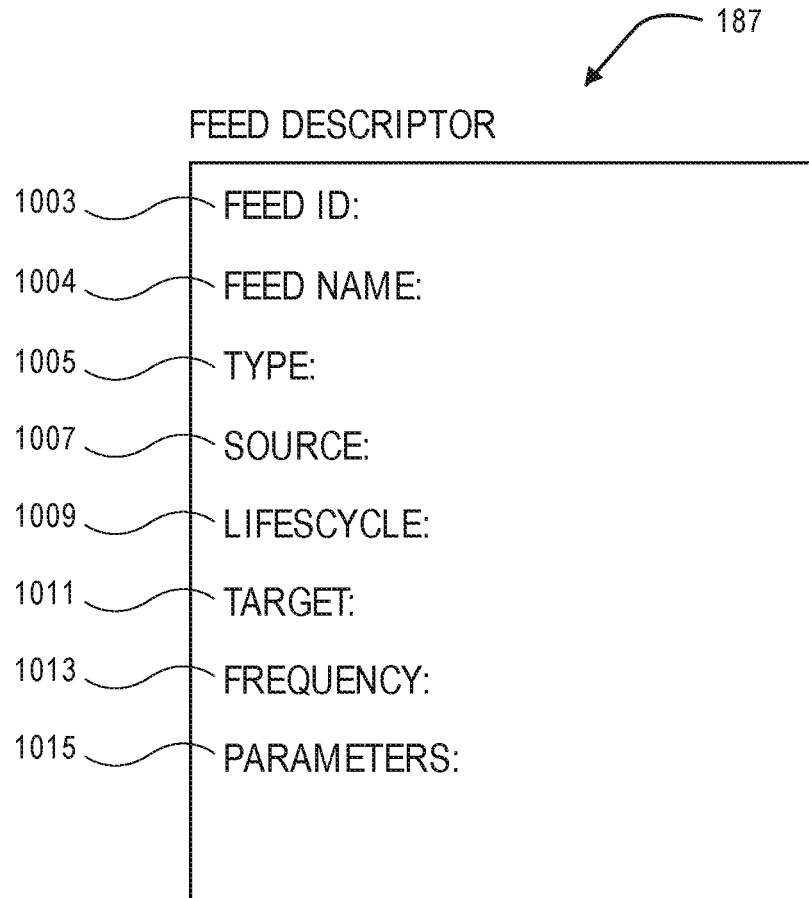 187
FEED DESCRIPTOR
1003 FEED ID:
1004 FEED NAME:
1005 TYPE:
1007 SOURCE:
1009 LIFESCYCLE:
1011 TARGET:
1013 FREQUENCY:
1015 PARAMETERS: